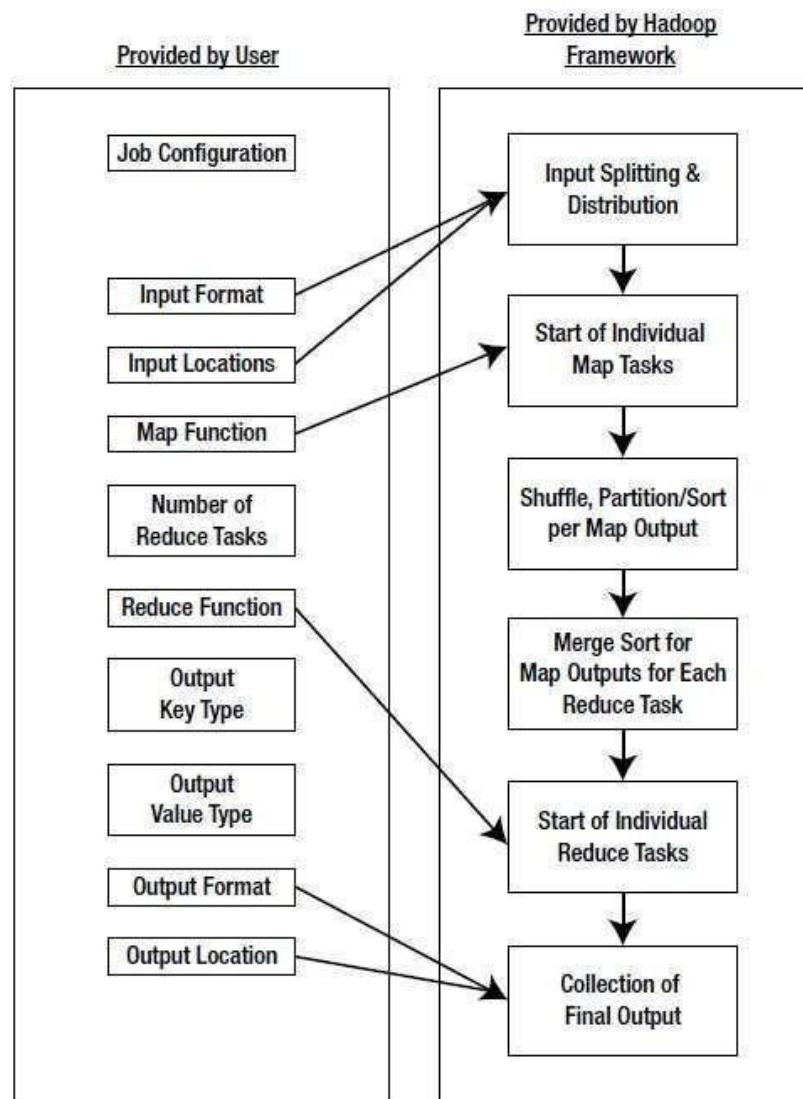 Provided by User
Job Configuration
Input Format
Input Locations
Map Function
Number of
Reduce Tasks
Reduce Function
Output
Key Type
Output
Value Type
Output Format
Output Location
Provided by Hadoop
Framework
Input Splitting &
Distribution
Start of Individual
Map Tasks
Shuffle, Partition/Sort
per Map Output
Merge Sort for
Map Outputs for Each
Reduce Task
Start of Individual
Reduce Tasks
Collection of
Final Output